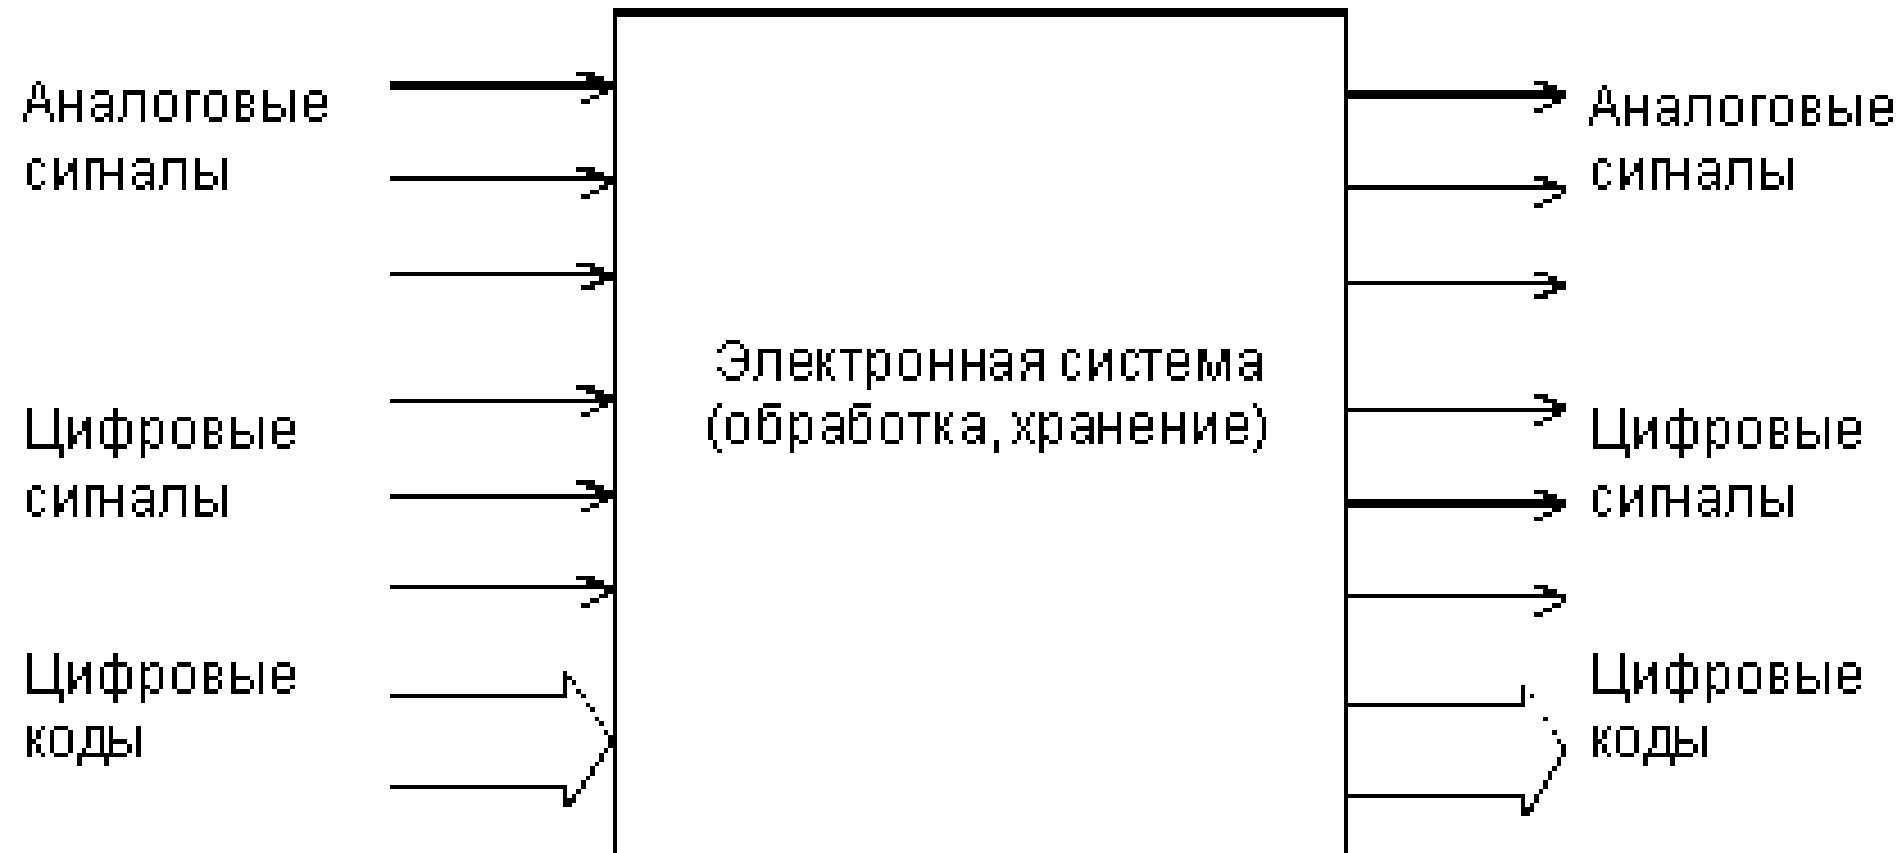 Аналоговые
сигналы
Цифровые
сигналы
Цифровые
коды
Электронная система
(обработка, хранение)
Аналоговые
сигналы
Цифровые
сигналы
Цифровые
коды